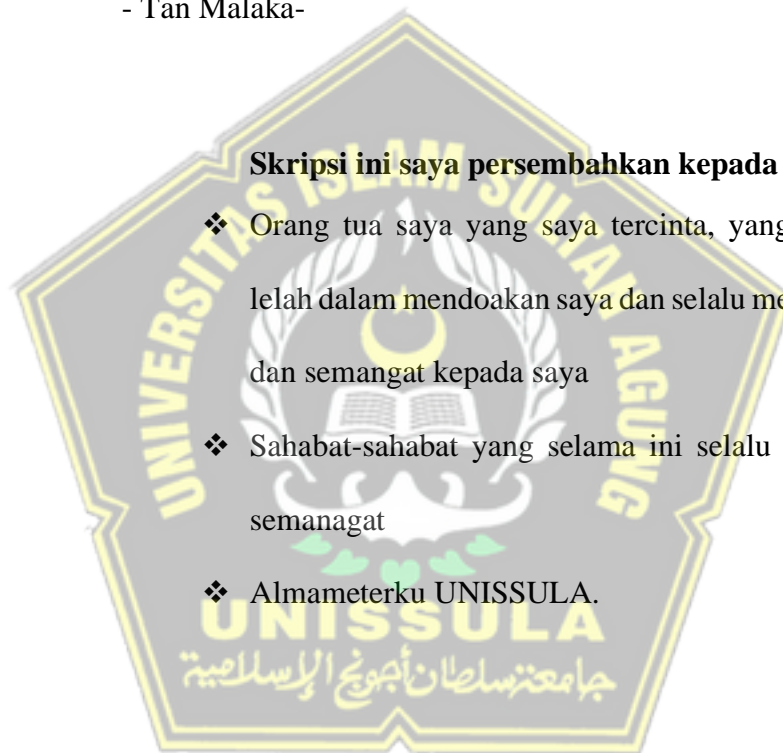 - Tan Malaka-
Skripsi ini saya persembahkan kepada
❖ Orang tua saya yang saya tercinta, yang
lelah dalam mendoakan saya dan selalu me
dan semangat kepada saya
❖ Sahabat-sahabat yang selama ini selalu
semanagat
❖ Almameterku UNISSULA.
UNIVERSITAS ISLAM SULTAN AGUNG
UNISSULA
جامعة سلطان أجونج الإسلامية